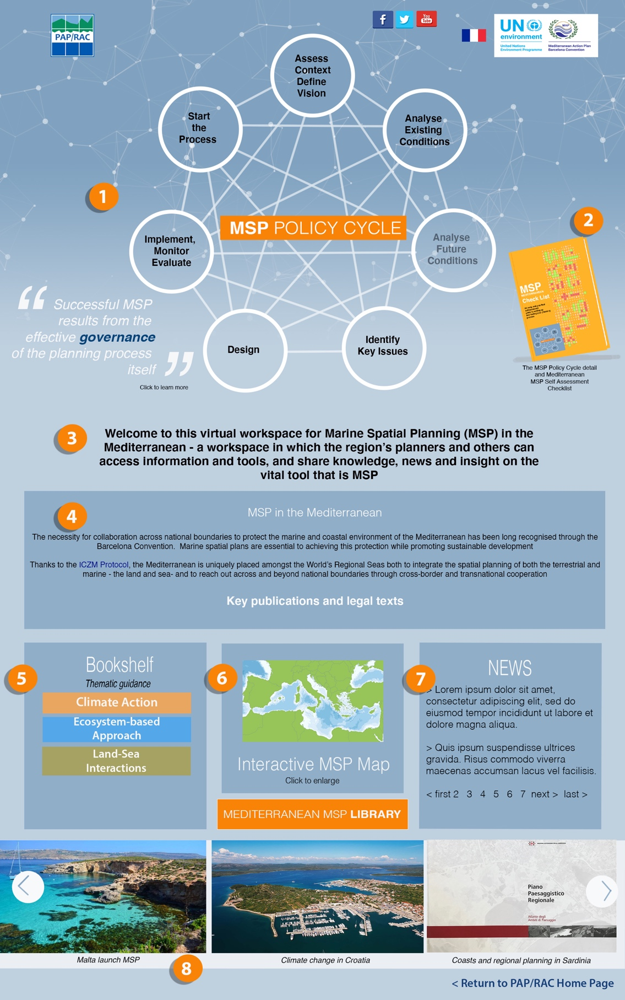 PAP/RAC
f
You
Tube
UN
environment
United Nations
Environment Programme
MAP
Mediterranean Action Plan
Barcelona Convention
Assess
Context
Define
Vision
Start
the
Process
Analyse
Existing
Conditions
1
MSP POLICY CYCLE
2
Implement,
Monitor
Evaluate
Analyse
Future
Conditions
MSP
MEDITERRANEAN
Check List
“ Successful MSP
results from the
effective governance
of the planning process
itself ”
Click to learn more
Design
Identify
Key Issues
The MSP Policy Cycle detail
and Mediterranean
MSP Self Assessment
Checklist
3
Welcome to this virtual workspace for Marine Spatial Planning (MSP) in the
Mediterranean - a workspace in which the region’s planners and others can
access information and tools, and share knowledge, news and insight on the
vital tool that is MSP
4
MSP in the Mediterranean
The necessity for collaboration across national boundaries to protect the marine and coastal environment of the Mediterranean has been long recognised through the
Barcelona Convention. Marine spatial plans are essential to achieving this protection while promoting sustainable development
Thanks to the ICZM Protocol, the Mediterranean is uniquely placed amongst the World’s Regional Seas both to integrate the spatial planning of both the terrestrial and
marine - the land and sea- and to reach out across and beyond national boundaries through cross-border and transnational cooperation
Key publications and legal texts
5
Bookshelf
Thematic guidance
Climate Action
Ecosystem-based
Approach
Land-Sea
Interactions
6
Interactive MSP Map
Click to enlarge
MEDITERRANEAN MSP LIBRARY
7
NEWS
> Lorem ipsum dolor sit amet,
consectetur adipiscing elit, sed do
eiusmod tempor incididunt ut labore et
dolore magna aliqua.
> Quis ipsum suspendisse ultrices
gravida. Risus commodo viverra
maecenas accumsan lacus vel facilisis.
< first 2 3 4 5 6 7 next > last >
Piano
Paesaggistico
Regionale
Atlante degli
Ambiti di Paesaggio
Malta launch MSP
Climate change in Croatia
Coasts and regional planning in Sardinia
8
< Return to PAP/RAC Home Page